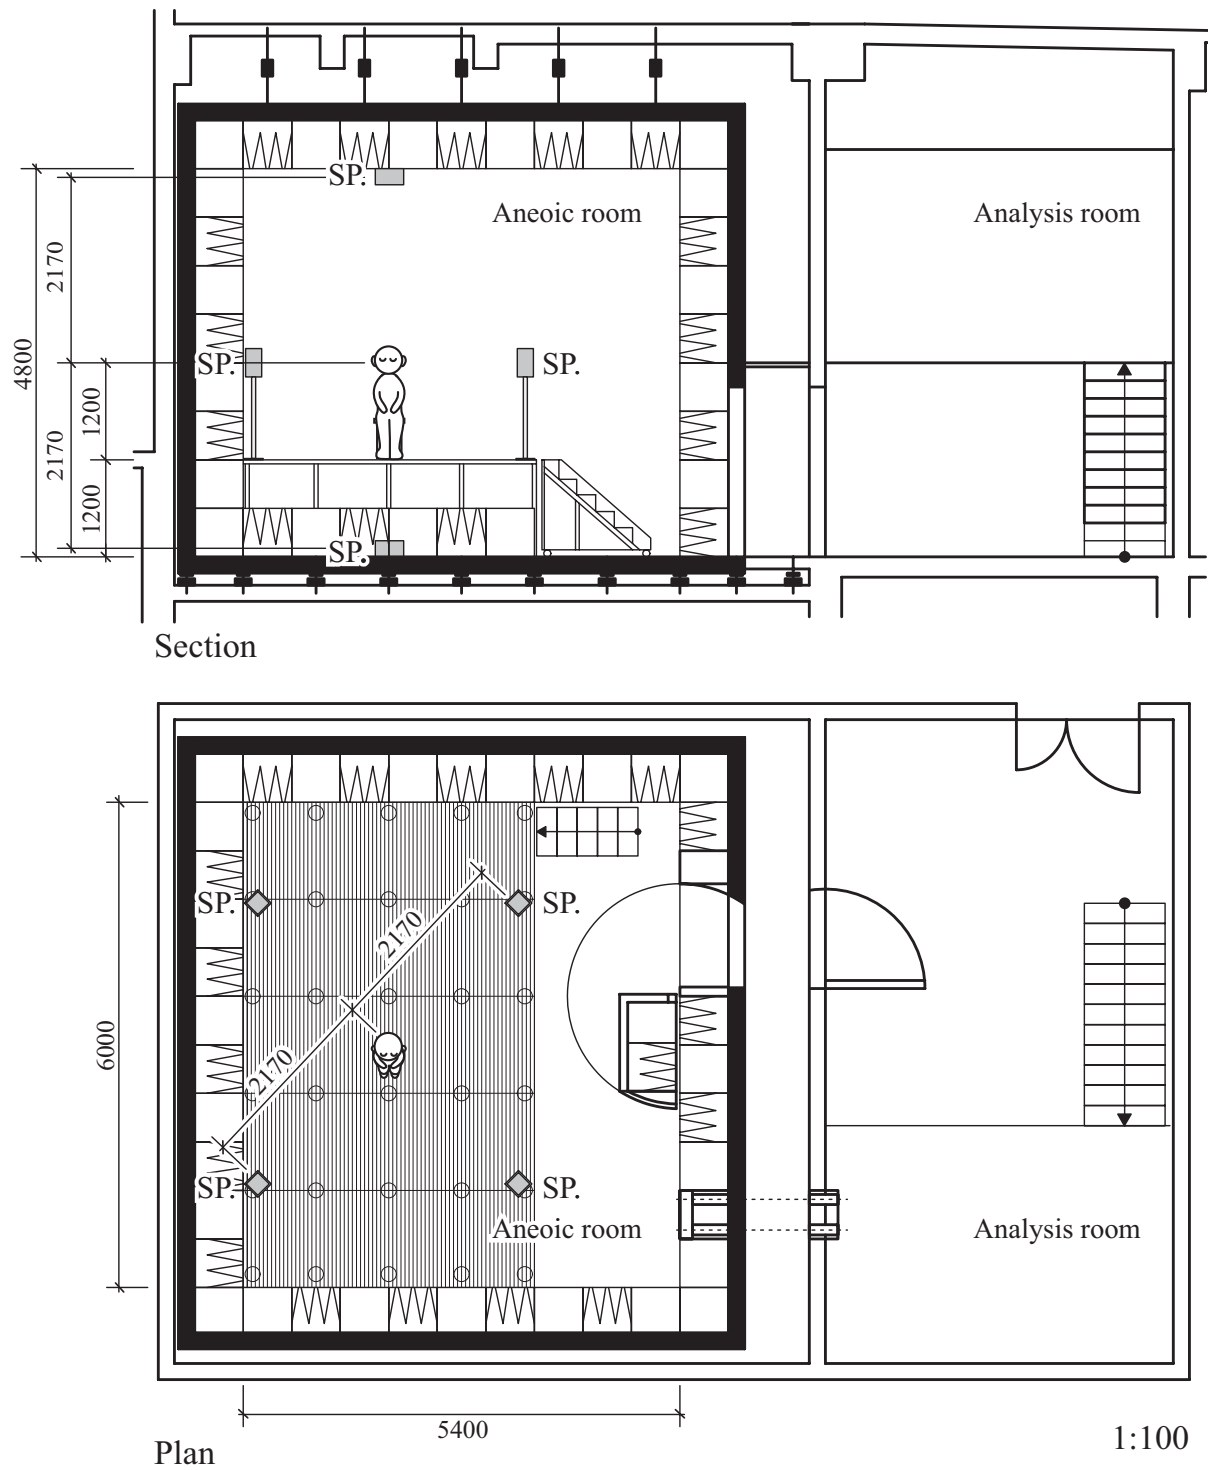 SP.
Aneoic room
Analysis room
2170
4800
SP.
SP.
1200
2170
1200
SP.
Section
SP.
SP.
2170
6000
2170
SP.
SP.
Aneoic room
Analysis room
5400
Plan
1:100